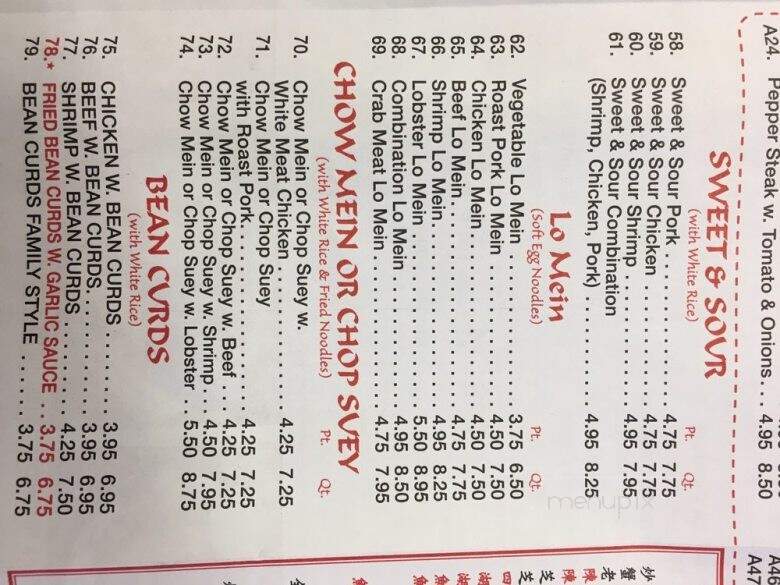 A24. Pepper Steak w. Tomato & Onions . . . 4.95 8.50
A47
SWEET & SOUR
(with White Rice)
Pt. Qt.
58. Sweet & Sour Pork . . . . . . . . . . 4.75 7.75
59. Sweet & Sour Chicken . . . . . . . . 4.75 7.75
60. Sweet & Sour Shrimp . . . . . . . . . 4.95 7.95
61. Sweet & Sour Combination
(Shrimp, Chicken, Pork) . . . . . . . . 4.95 8.25
Lo Mein
(Soft Egg Noodles)
Pt. Qt.
62. Vegetable Lo Mein . . . . . . . . . . 3.75 6.50
63. Roast Pork Lo Mein . . . . . . . . . . 4.50 7.50
64. Chicken Lo Mein . . . . . . . . . . . . 4.50 7.50
65. Beef Lo Mein . . . . . . . . . . . . . . 4.75 7.75
66. Shrimp Lo Mein . . . . . . . . . . . . 4.95 8.25
67. Lobster Lo Mein . . . . . . . . . . . . 5.50 8.95
68. Combination Lo Mein . . . . . . . . . 4.95 8.50
69. Crab Meat Lo Mein . . . . . . . . . . 4.75 7.95
CHOW MEIN OR CHOP SUEY
(with White Rice & Fried Noodles)
Pt. Qt.
70. Chow Mein or Chop Suey w.
White Meat Chicken . . . . . . . . . . 4.25 7.25
71. Chow Mein or Chop Suey
with Roast Pork . . . . . . . . . . . . 4.25 7.25
72. Chow Mein or Chop Suey w. Beef . . 4.25 7.25
73. Chow Mein or Chop Suey w. Shrimp . . 4.50 7.95
74. Chow Mein or Chop Suey w. Lobster . . 5.50 8.75
BEAN CURDS
(with White Rice)
75. CHICKEN W. BEAN CURDS . . . . . . 3.95 6.95
76. BEEF W. BEAN CURDS . . . . . . . . 3.95 6.95
77. SHRIMP W. BEAN CURDS . . . . . . . 4.25 7.50
78.* FRIED BEAN CURDS W. GARLIC SAUCE . . 3.75 6.75
79. BEAN CURDS FAMILY STYLE . . . . . 3.75 6.75
menupix